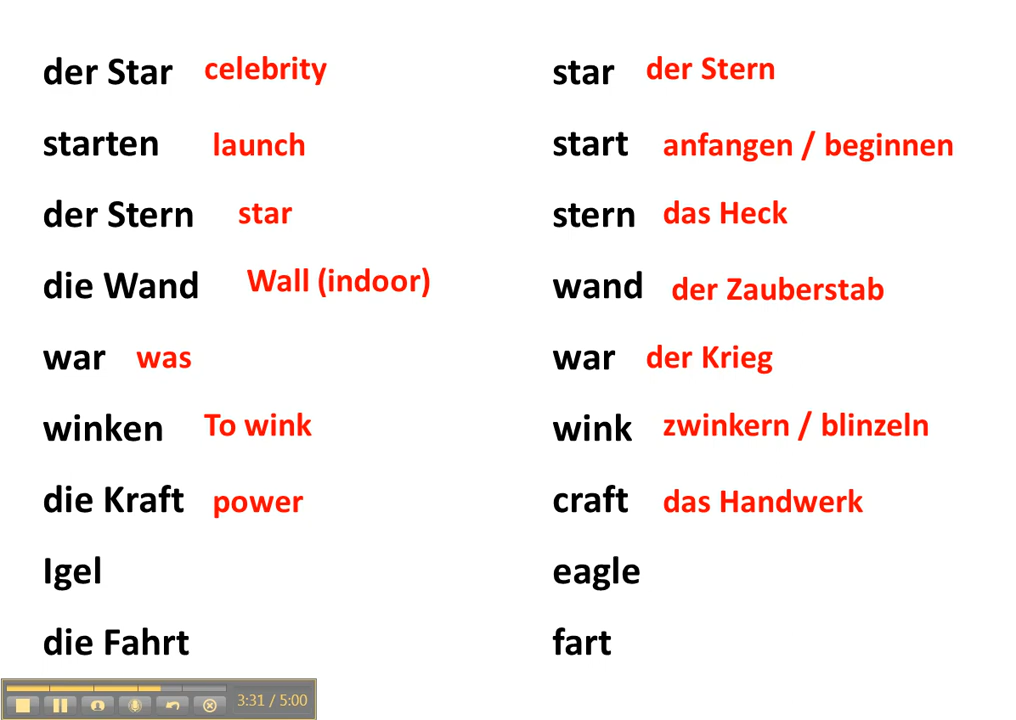 der Star celebrity star der Stern
starten launch start anfangen / beginnen
der Stern star stern das Heck
die Wand Wall (indoor) wand der Zauberstab
war was war der Krieg
winken To wink wink zwinkern / blinzeln
die Kraft power craft das Handwerk
Igel eagle
die Fahrt fart
3:31 / 5:00